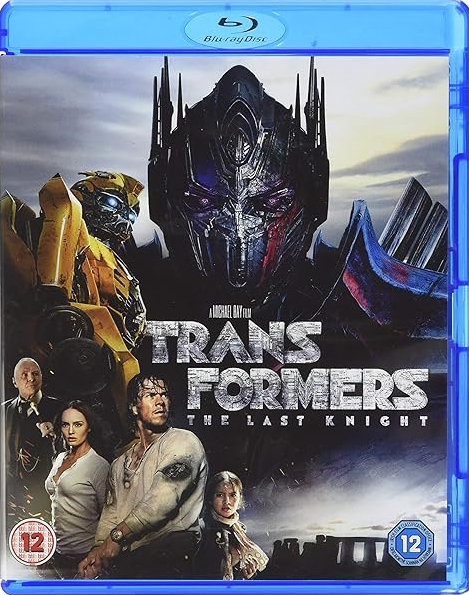 Blu-ray Disc
A MICHAEL BAY FILM
TRANS
FORMERS
THE LAST KNIGHT
12
12